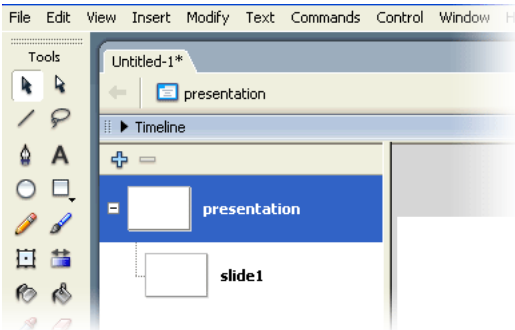 File Edit View Insert Modify Text Commands Control Window H
Tools
Untitled-1*
presentation
Timeline
presentation
slide1